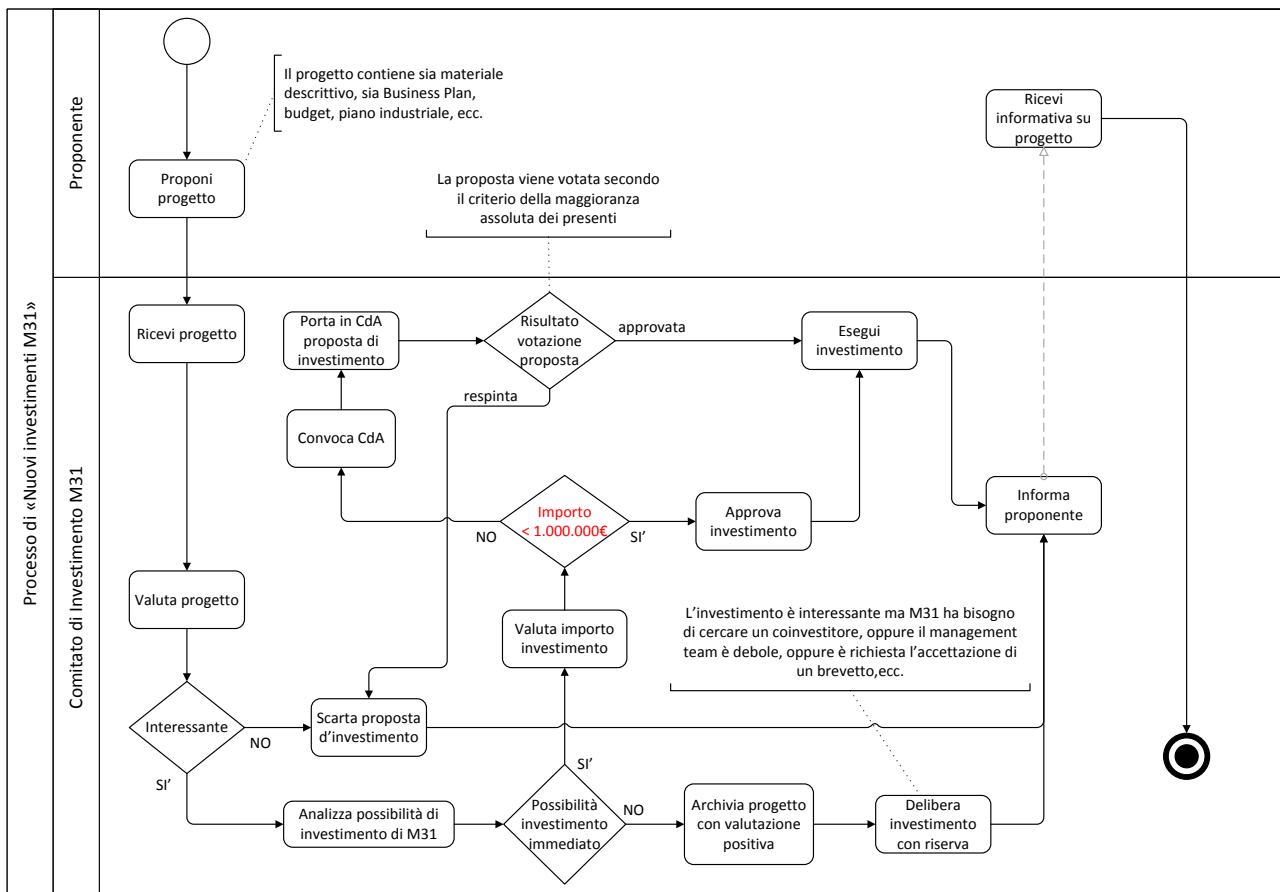 Processo di «Nuovi investimenti M31»
Proponente
Il progetto contiene sia materiale
descrittivo, sia Business Plan,
budget, piano industriale, ecc.
Proponi
progetto
La proposta viene votata secondo
il criterio della maggioranza
assoluta dei presenti
Ricevi
informativa su
progetto
Comitato di Investimento M31
Ricevi progetto
Porta in CdA
proposta di
investimento
Risultato
votazione
proposta
approvata
respinta
Esegui
investimento
Convoca CdA
Importo
< 1.000.000€
NO
SI’
Approva
investimento
Informa
proponente
Valuta progetto
Valuta importo
investimento
L’investimento è interessante ma M31 ha bisogno
di cercare un coinvestitore, oppure il management
team è debole, oppure è richiesta l’accettazione di
un brevetto,ecc.
Interessante
NO
SI’
Scarta proposta
d’investimento
Analizza possibilità di
investimento di M31
SI’
Possibilità
investimento
immediato
NO
Archivia progetto
con valutazione
positiva
Delibera
investimento
con riserva